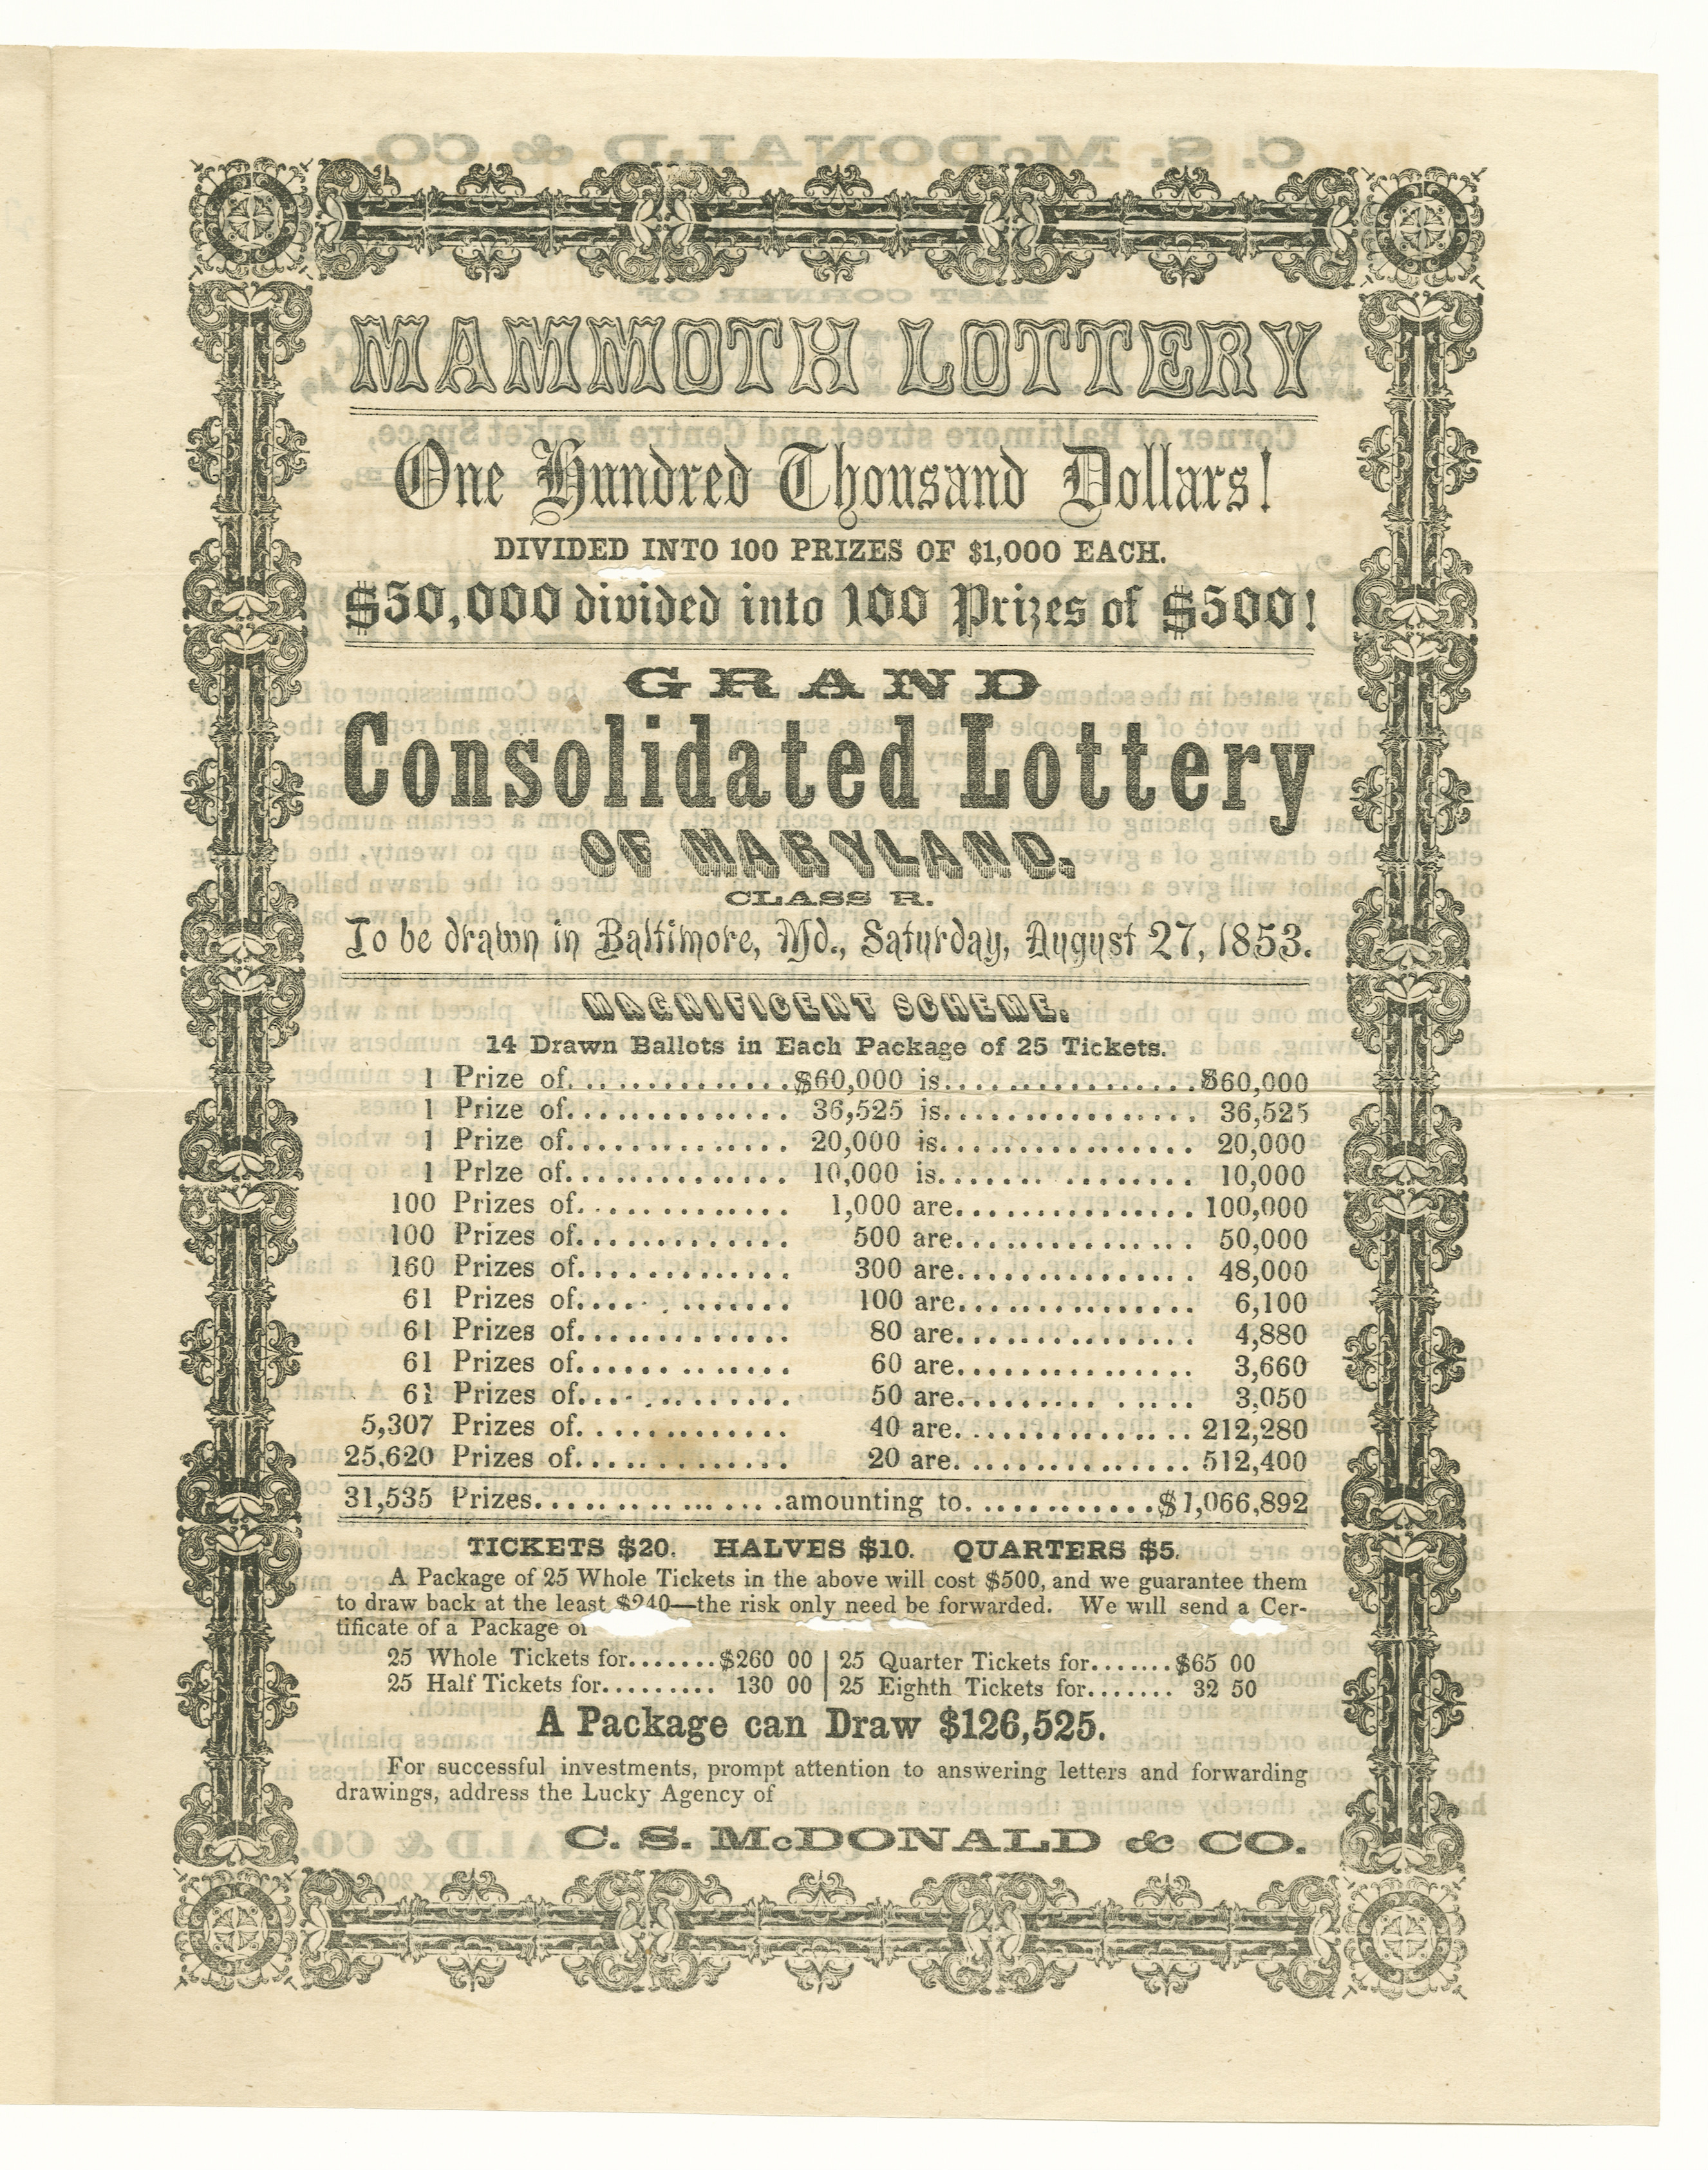 MAMMOTH LOTTERY
One Hundred Thousand Dollars!
DIVIDED INTO 100 PRIZES OF $1,000 EACH.
$50,000 divided into 100 Prizes of $500!
GRAND
Consolidated Lottery
OF MARYLAND.
CLASS R.
To be drawn in Baltimore, Md., Saturday, August 27, 1853.
MAGNIFICENT SCHEME.
14 Drawn Ballots in Each Package of 25 Tickets.
1 Prize of..............$60,000 is.................$60,000
1 Prize of.............. 36,525 is................. 36,525
1 Prize of.............. 20,000 is................. 20,000
1 Prize of.............. 10,000 is................. 10,000
100 Prizes of............. 1,000 are................ 100,000
100 Prizes of............. 500 are................ 50,000
160 Prizes of............. 300 are................ 48,000
61 Prizes of............. 100 are................ 6,100
61 Prizes of............. 80 are................ 4,880
61 Prizes of............. 60 are................ 3,660
61 Prizes of............. 50 are................ 3,050
5,307 Prizes of............. 40 are................ 212,280
25,620 Prizes of............. 20 are................ 512,400
31,535 Prizes..................amounting to.............$1,066,892
TICKETS $20. HALVES $10. QUARTERS $5.
A Package of 25 Whole Tickets in the above will cost $500, and we guarantee them
to draw back at the least $240—the risk only need be forwarded. We will send a Cer-
tificate of a Package of
25 Whole Tickets for.......$260 00 | 25 Quarter Tickets for.......$65 00
25 Half Tickets for......... 130 00 | 25 Eighth Tickets for....... 32 50
A Package can Draw $126,525.
For successful investments, prompt attention to answering letters and forwarding
drawings, address the Lucky Agency of
C. S. McDONALD & CO.